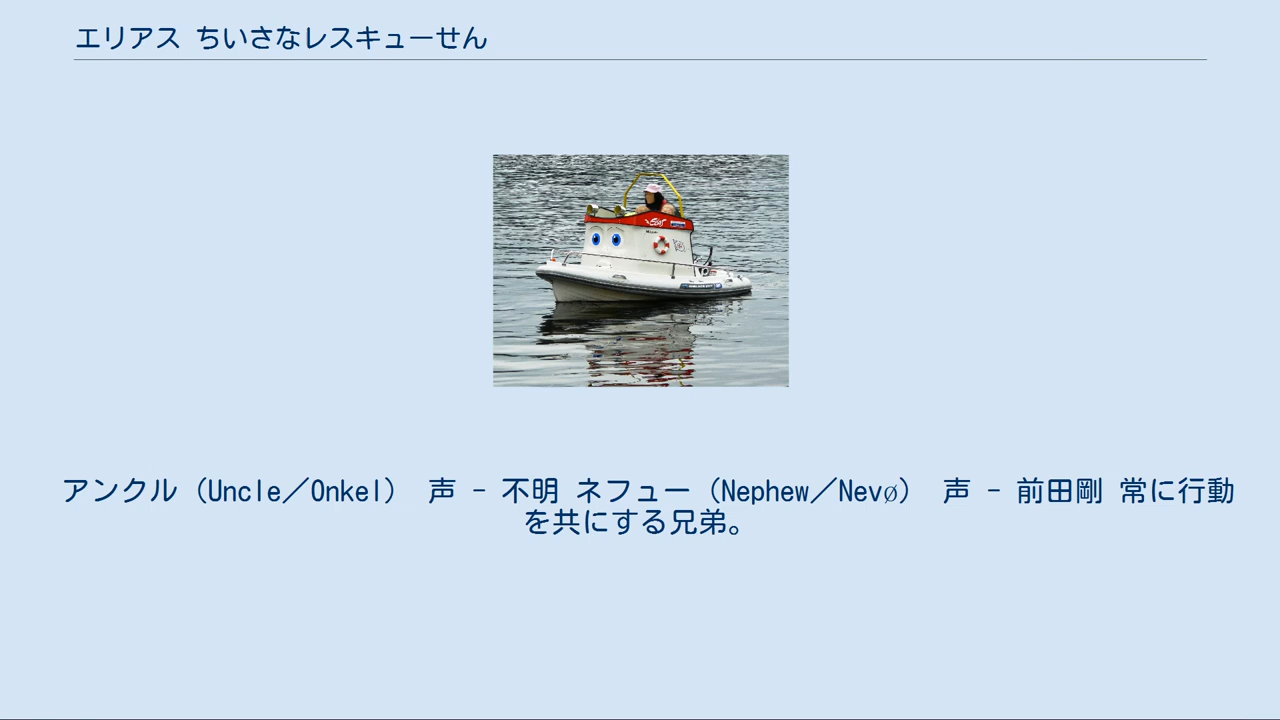 エリアス ちいさなレスキューせん
アンクル（Uncle／Onkel） 声 - 不明 ネフュー（Nephew／Nevø） 声 - 前田剛 常に行動
を共にする兄弟。